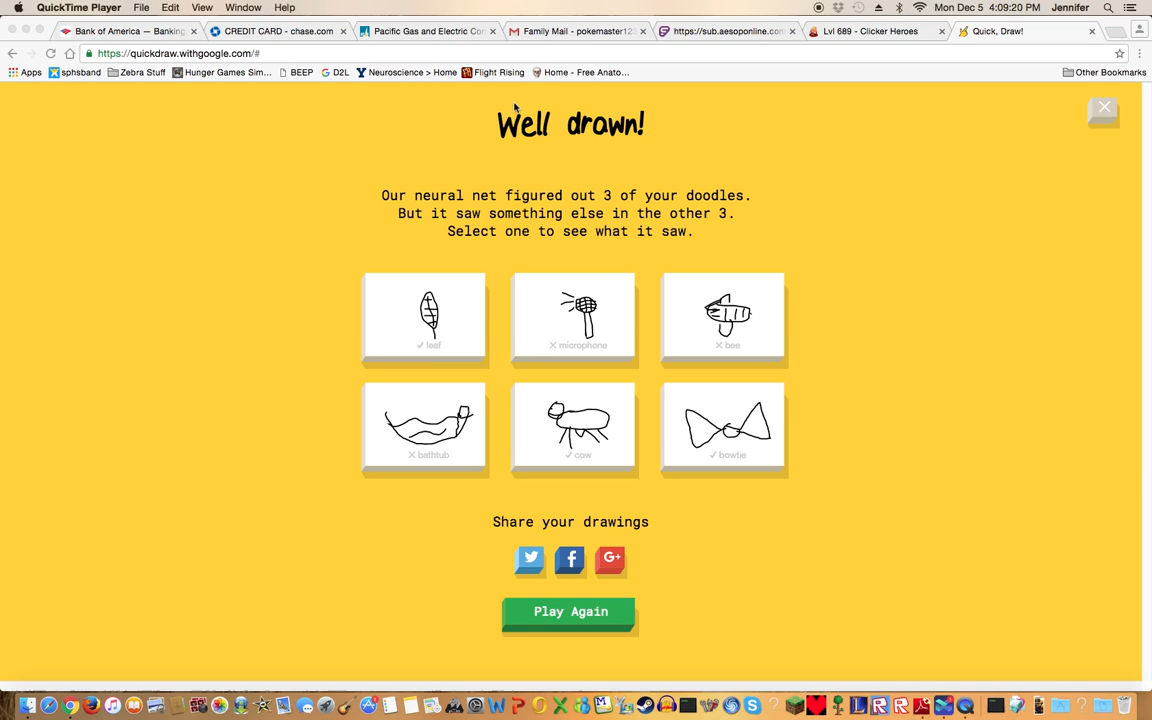 QuickTime Player File Edit View Window Help Mon Dec 5 4:09:20 PM Jennifer
Bank of America — Banking CREDIT CARD - chase.com Pacific Gas and Electric Com Family Mail - pokemaster12 https://sub.aesoponline.com Lvl 689 - Clicker Heroes Quick, Draw!
https://quickdraw.withgoogle.com/#
Apps sphsband Zebra Stuff Hunger Games Sim... BEEP D2L Neuroscience > Home Flight Rising Home - Free Anato... Other Bookmarks
Well drawn!
Our neural net figured out 3 of your doodles.
But it saw something else in the other 3.
Select one to see what it saw.
✓ leaf ✕ microphone ✕ bee
✕ bathtub ✓ cow ✓ bowtie
Share your drawings
G+
Play Again